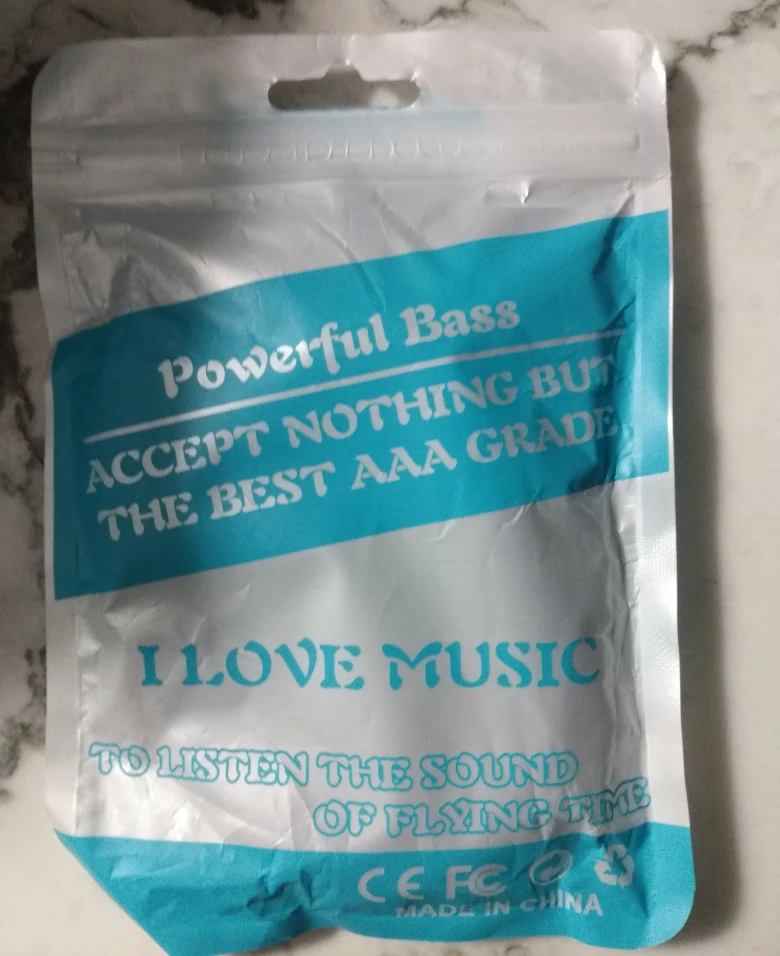 Powerful Bass
ACCEPT NOTHING BUT
THE BEST AAA GRADE
I LOVE MUSIC
TO LISTEN THE SOUND
OF FLYING TIME
CE FC
MADE IN CHINA